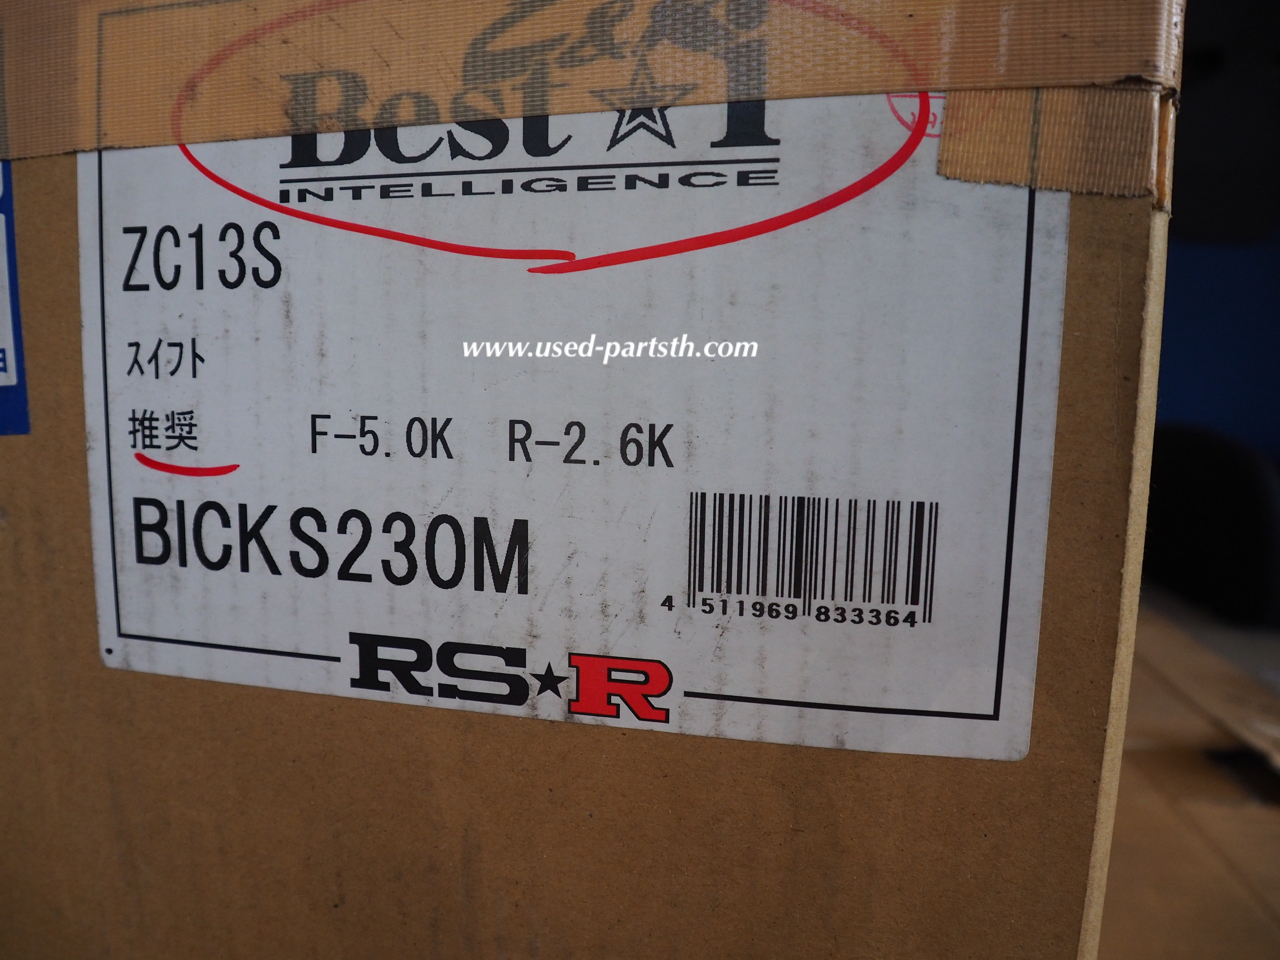 Best☆i
INTELLIGENCE
ZC13S
スイフト
www.used-partsth.com
推奨 F-5.0K R-2.6K
BICKS230M
4 511969 833364
RS★R